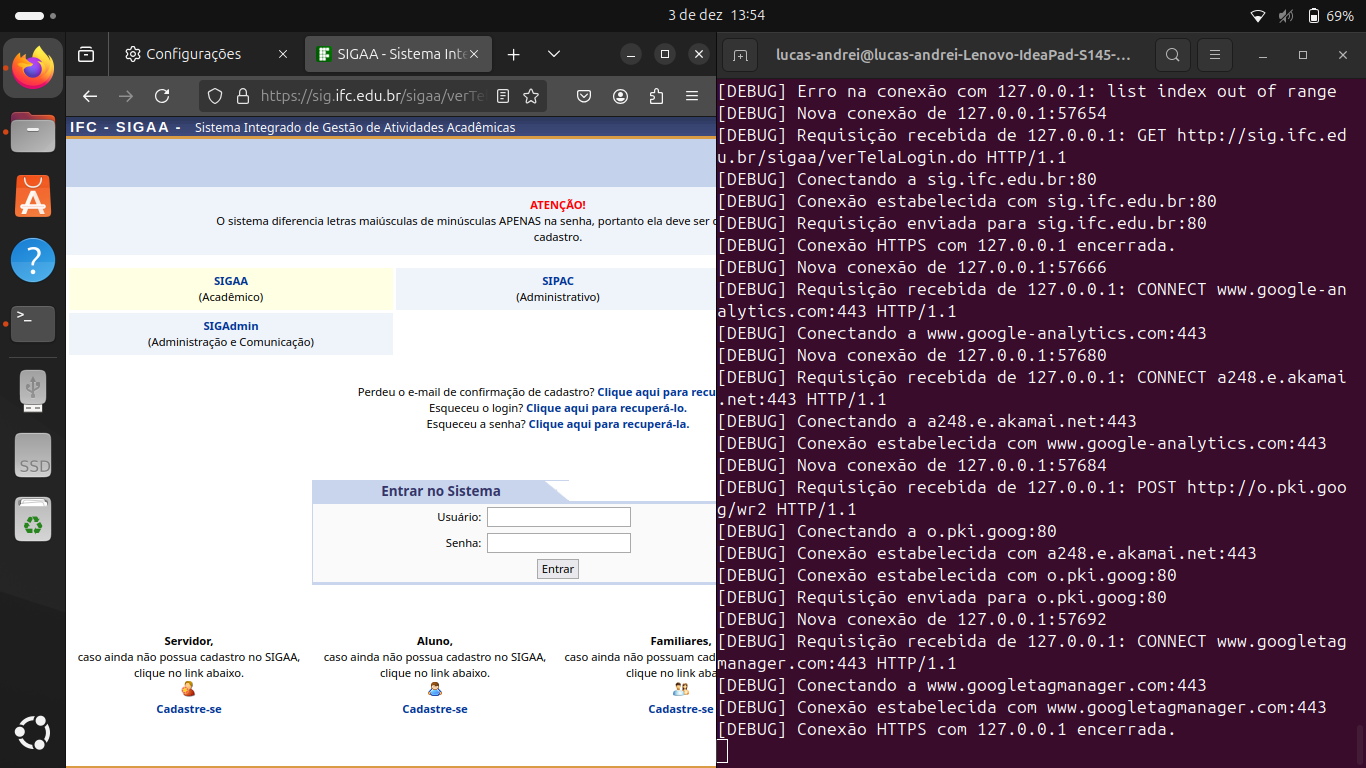 3 de dez 13:54
69%
Configurações
SIGAA - Sistema Inte
https://sig.ifc.edu.br/sigaa/verTe
IFC - SIGAA - Sistema Integrado de Gestão de Atividades Acadêmicas
ATENÇÃO!
O sistema diferencia letras maiúsculas de minúsculas APENAS na senha, portanto ela deve ser
cadastro.
SIGAA
(Acadêmico)
SIPAC
(Administrativo)
SIGAdmin
(Administração e Comunicação)
Perdeu o e-mail de confirmação de cadastro? Clique aqui para recu
Esqueceu o login? Clique aqui para recuperá-lo.
Esqueceu a senha? Clique aqui para recuperá-la.
Entrar no Sistema
Usuário:
Senha:
Entrar
Servidor,
caso ainda não possua cadastro no SIGAA,
clique no link abaixo.
Cadastre-se
Aluno,
caso ainda não possua cadastro no SIGAA,
clique no link abaixo.
Cadastre-se
Familiares,
caso ainda não possuam cad
clique no link aba
Cadastre-se
SSD
lucas-andrei@lucas-andrei-Lenovo-IdeaPad-S145-...
[DEBUG] Erro na conexão com 127.0.0.1: list index out of range
[DEBUG] Nova conexão de 127.0.0.1:57654
[DEBUG] Requisição recebida de 127.0.0.1: GET http://sig.ifc.ed
u.br/sigaa/verTelaLogin.do HTTP/1.1
[DEBUG] Conectando a sig.ifc.edu.br:80
[DEBUG] Conexão estabelecida com sig.ifc.edu.br:80
[DEBUG] Requisição enviada para sig.ifc.edu.br:80
[DEBUG] Conexão HTTPS com 127.0.0.1 encerrada.
[DEBUG] Nova conexão de 127.0.0.1:57666
[DEBUG] Requisição recebida de 127.0.0.1: CONNECT www.google-an
alytics.com:443 HTTP/1.1
[DEBUG] Conectando a www.google-analytics.com:443
[DEBUG] Nova conexão de 127.0.0.1:57680
[DEBUG] Requisição recebida de 127.0.0.1: CONNECT a248.e.akamai
.net:443 HTTP/1.1
[DEBUG] Conectando a a248.e.akamai.net:443
[DEBUG] Conexão estabelecida com www.google-analytics.com:443
[DEBUG] Nova conexão de 127.0.0.1:57684
[DEBUG] Requisição recebida de 127.0.0.1: POST http://o.pki.goo
g/wr2 HTTP/1.1
[DEBUG] Conectando a o.pki.goog:80
[DEBUG] Conexão estabelecida com a248.e.akamai.net:443
[DEBUG] Conexão estabelecida com o.pki.goog:80
[DEBUG] Requisição enviada para o.pki.goog:80
[DEBUG] Nova conexão de 127.0.0.1:57692
[DEBUG] Requisição recebida de 127.0.0.1: CONNECT www.googletag
manager.com:443 HTTP/1.1
[DEBUG] Conectando a www.googletagmanager.com:443
[DEBUG] Conexão estabelecida com www.googletagmanager.com:443
[DEBUG] Conexão HTTPS com 127.0.0.1 encerrada.